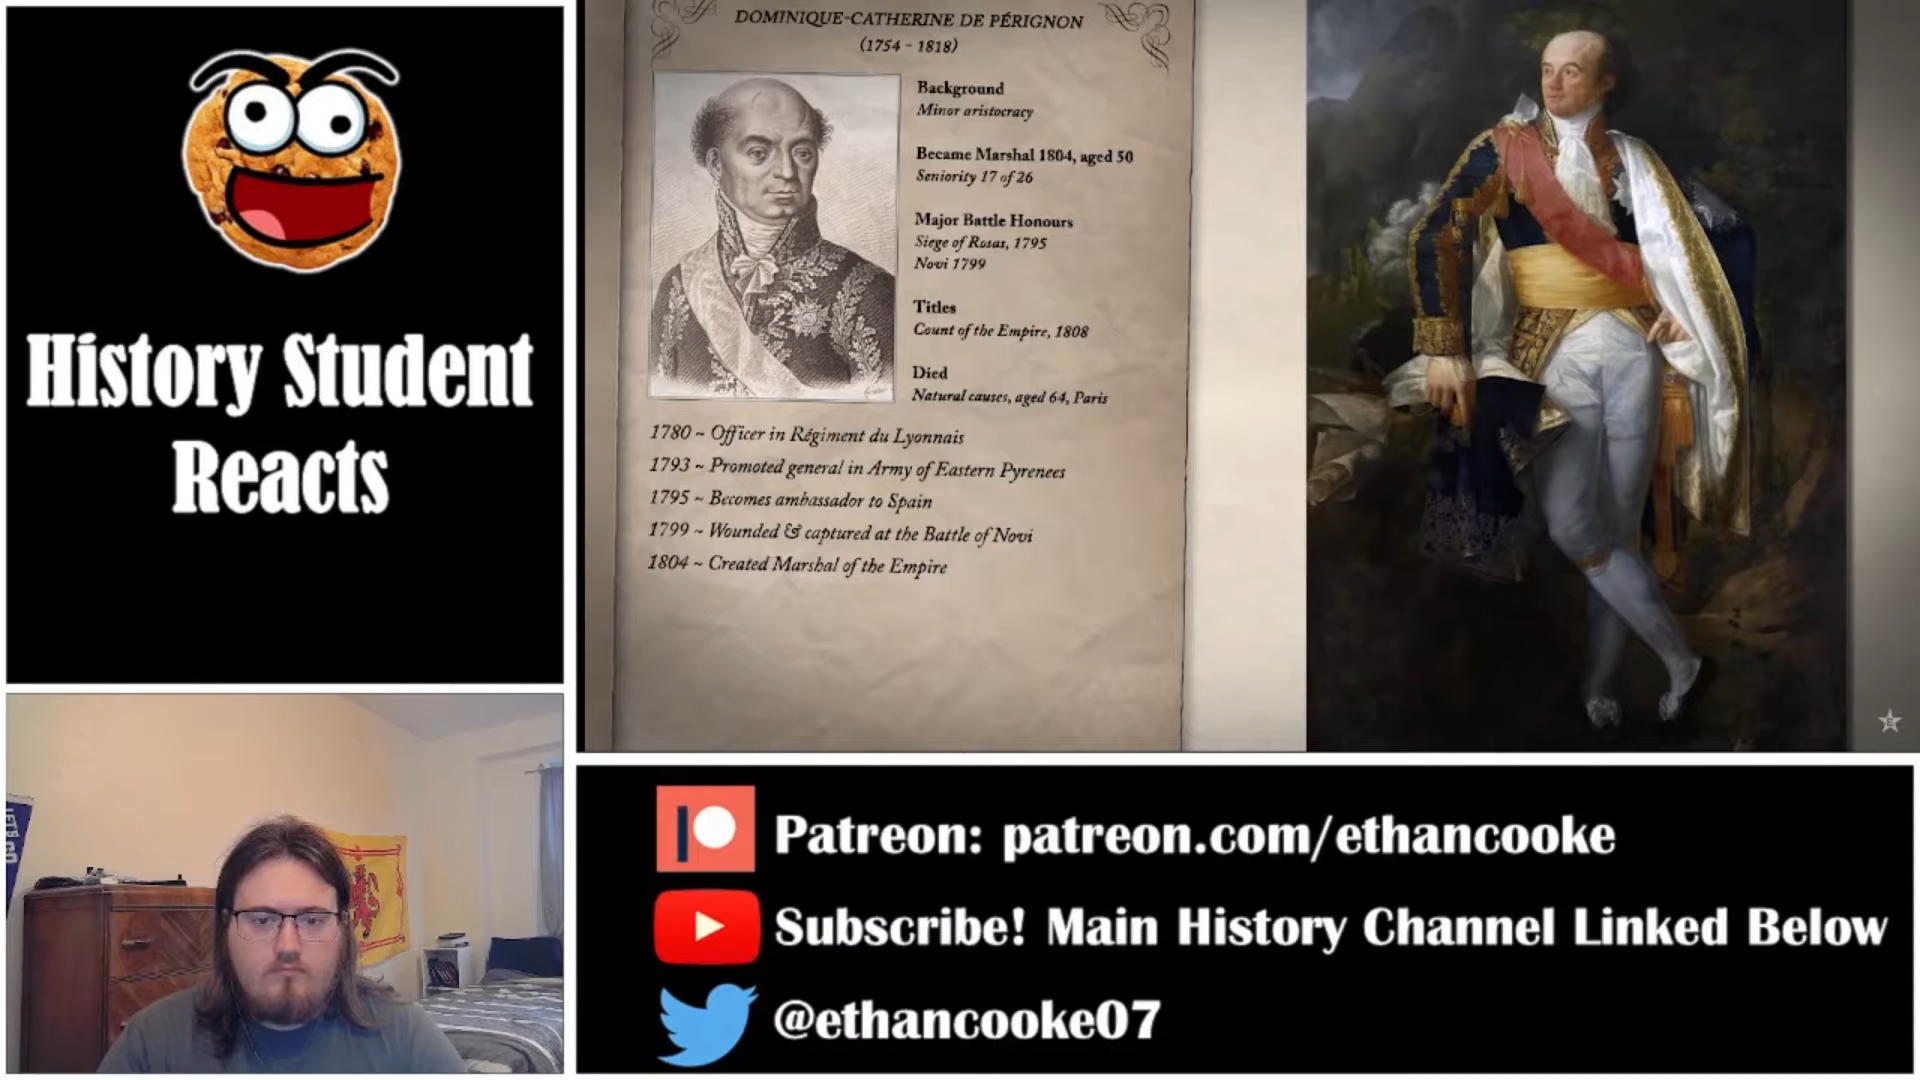 History Student
Reacts
DOMINIQUE-CATHERINE DE PÉRIGNON
(1754 - 1818)
Background
Minor aristocracy
Became Marshal 1804, aged 50
Seniority 17 of 26
Major Battle Honours
Siege of Rosas, 1795
Novi 1799
Titles
Count of the Empire, 1808
Died
Natural causes, aged 64, Paris
1780 ~ Officer in Régiment du Lyonnais
1793 ~ Promoted general in Army of Eastern Pyrenees
1795 ~ Becomes ambassador to Spain
1799 ~ Wounded & captured at the Battle of Novi
1804 ~ Created Marshal of the Empire
LET'S GO
Patreon: patreon.com/ethancooke
Subscribe! Main History Channel Linked Below
@ethancooke07